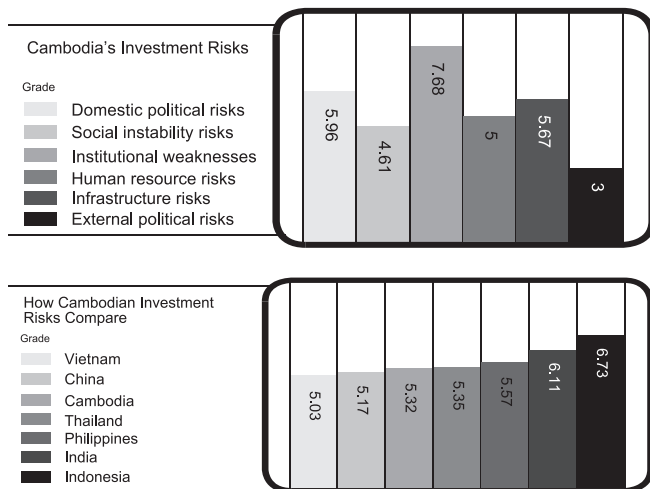 Cambodia's Investment Risks
Grade
Domestic political risks
Social instability risks
Institutional weaknesses
Human resource risks
Infrastructure risks
External political risks
5.96
4.61
7.68
5
5.67
3
How Cambodian Investment
Risks Compare
Grade
Vietnam
China
Cambodia
Thailand
Philippines
India
Indonesia
5.03
5.17
5.32
5.35
5.57
6.11
6.73